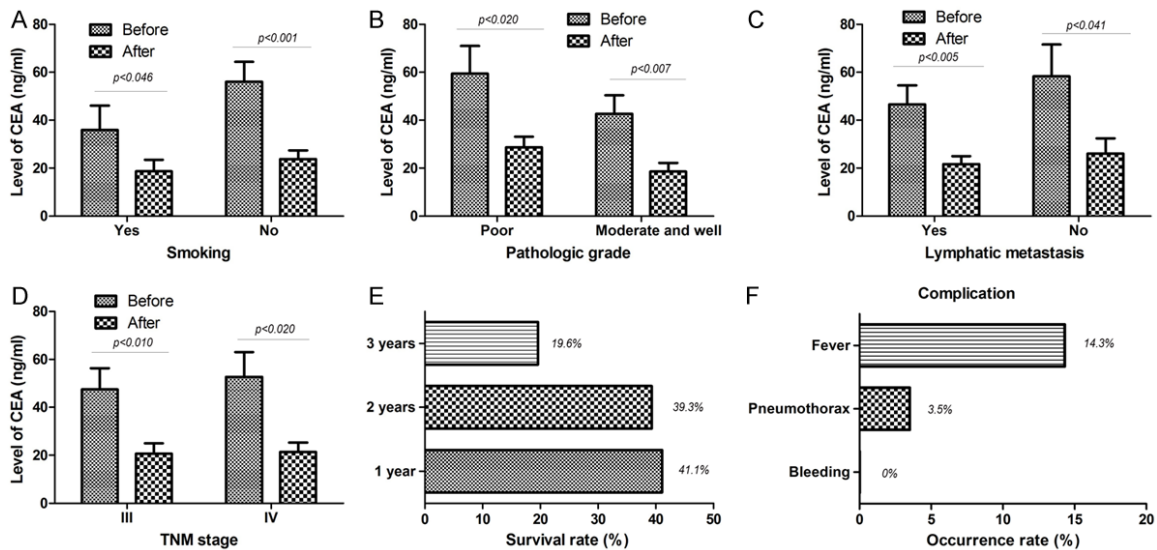 A
Level of CEA (ng/ml)
80
60
40
20
0
Before
After
p<0.046
p<0.001
Yes
No
Smoking
B
Level of CEA (ng/ml)
80
60
40
20
0
Before
After
p<0.020
p<0.007
Poor
Moderate and well
Pathologic grade
C
Level of CEA (ng/ml)
80
60
40
20
0
Before
After
p<0.005
p<0.041
Yes
No
Lymphatic metastasis
D
Level of CEA (ng/ml)
80
60
40
20
0
Before
After
p<0.010
p<0.020
III
IV
TNM stage
E
3 years
19.6%
2 years
39.3%
1 year
41.1%
0 10 20 30 40 50
Survival rate (%)
F
Complication
Fever
14.3%
Pneumothorax
3.5%
Bleeding
0%
0 5 10 15 20
Occurrence rate (%)